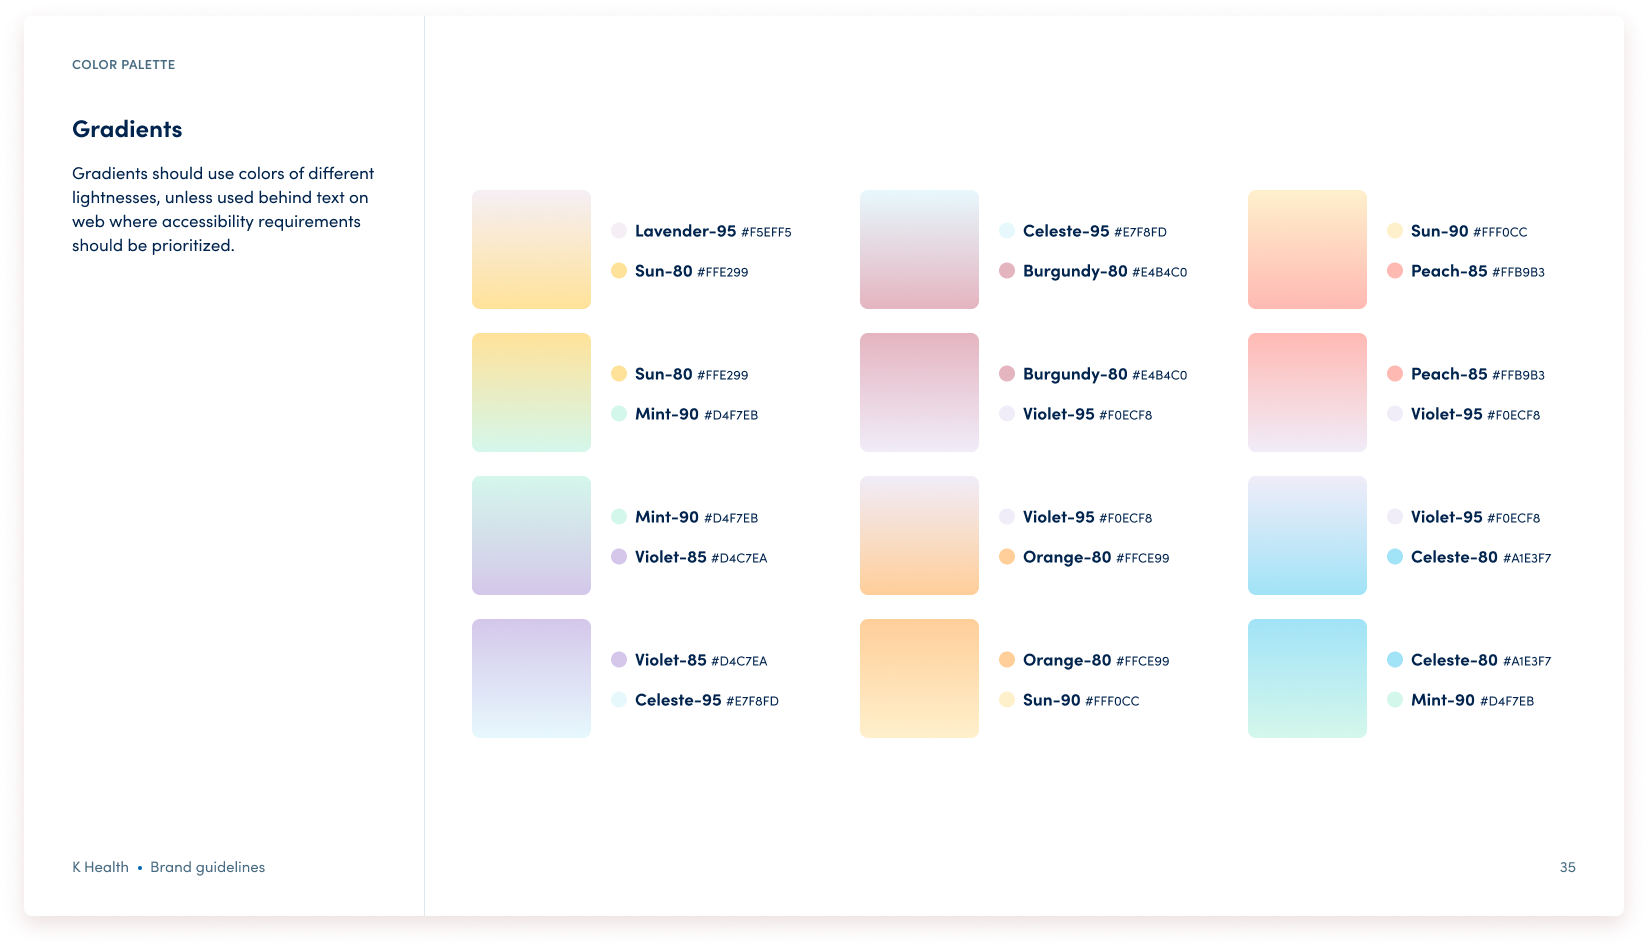 COLOR PALETTE
Gradients
Gradients should use colors of different
lightnesses, unless used behind text on
web where accessibility requirements
should be prioritized.
Lavender-95 #F5EFF5
Sun-80 #FFE299
Sun-80 #FFE299
Mint-90 #D4F7EB
Mint-90 #D4F7EB
Violet-85 #D4C7EA
Violet-85 #D4C7EA
Celeste-95 #E7F8FD
Celeste-95 #E7F8FD
Burgundy-80 #E4B4C0
Burgundy-80 #E4B4C0
Violet-95 #F0ECF8
Violet-95 #F0ECF8
Orange-80 #FFCE99
Orange-80 #FFCE99
Sun-90 #FFF0CC
Sun-90 #FFF0CC
Peach-85 #FFB9B3
Peach-85 #FFB9B3
Violet-95 #F0ECF8
Violet-95 #F0ECF8
Celeste-80 #A1E3F7
Celeste-80 #A1E3F7
Mint-90 #D4F7EB
K Health • Brand guidelines
35